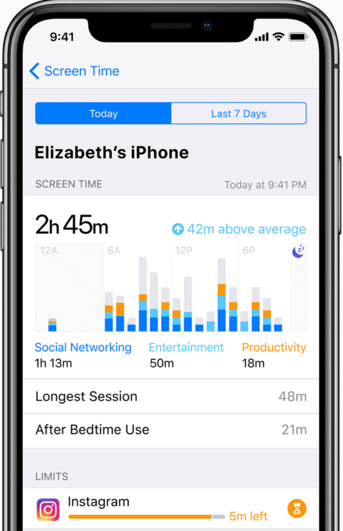 9:41
Screen Time
Today Last 7 Days
Elizabeth's iPhone
SCREEN TIME Today at 9:41 PM
2h 45m 42m above average
12A 6A 12P 6P
Social Networking Entertainment Productivity
1h 13m 50m 18m
Longest Session 48m
After Bedtime Use 21m
LIMITS
Instagram
5m left